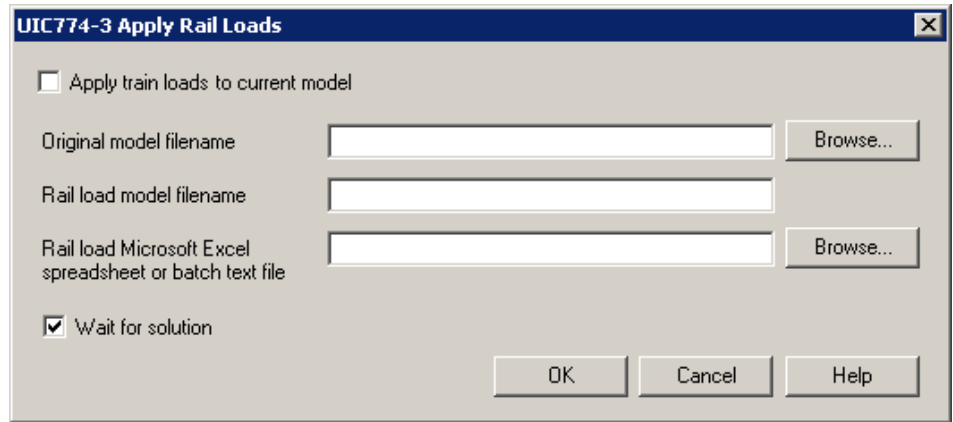 UIC774-3 Apply Rail Loads
Apply train loads to current model
Original model filename
Browse...
Rail load model filename
Rail load Microsoft Excel
spreadsheet or batch text file
Browse...
Wait for solution
OK
Cancel
Help